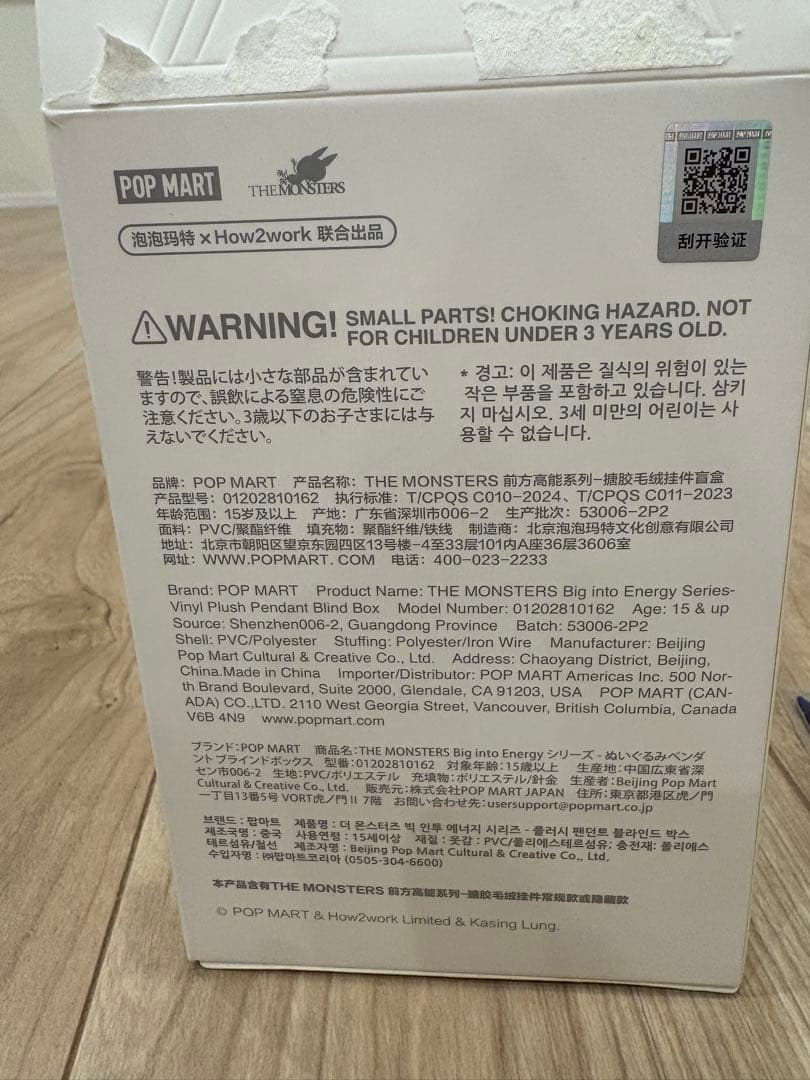 POP MART
THE MONSTERS
泡泡玛特 × How2work 联合出品
刮开验证
WARNING!
SMALL PARTS! CHOKING HAZARD. NOT
FOR CHILDREN UNDER 3 YEARS OLD.
警告!製品には小さな部品が含まれてい
ますので、誤飲による窒息の危険性にご
注意ください。3歳以下のお子さまには与
えないでください。
* 경고: 이 제품은 질식의 위험이 있는
작은 부품을 포함하고 있습니다. 삼키
지 마십시오. 3세 미만의 어린이는 사
용할 수 없습니다.
品牌: POP MART 产品名称: THE MONSTERS 前方高能系列-搪胶毛绒挂件盲盒
产品型号: 01202810162 执行标准: T/CPQS C010-2024、T/CPQS C011-2023
年龄范围: 15岁及以上 产地: 广东省深圳市006-2 生产批次: 53006-2P2
面料: PVC/聚酯纤维 填充物: 聚酯纤维/铁线 制造商: 北京泡泡玛特文化创意有限公司
地址: 北京市朝阳区望京东园四区13号楼-4至33层101内A座36层3606室
网址: WWW.POPMART. COM 电话: 400-023-2233
Brand: POP MART Product Name: THE MONSTERS Big into Energy Series-
Vinyl Plush Pendant Blind Box Model Number: 01202810162 Age: 15 & up
Source: Shenzhen006-2, Guangdong Province Batch: 53006-2P2
Shell: PVC/Polyester Stuffing: Polyester/Iron Wire Manufacturer: Beijing
Pop Mart Cultural & Creative Co., Ltd. Address: Chaoyang District, Beijing,
China.Made in China Importer/Distributor: POP MART Americas Inc. 500 Nor-
th Brand Boulevard, Suite 2000, Glendale, CA 91203, USA POP MART (CAN-
ADA) CO.,LTD. 2110 West Georgia Street, Vancouver, British Columbia, Canada
V6B 4N9 www.popmart.com
ブランド:POP MART 商品名:THE MONSTERS Big into Energy シリーズ - ぬいぐるみペンダ
ント ブラインドボックス 型番:01202810162 対象年齢:15歳以上 生産地:中国広東省深
セン市006-2 生地:PVC/ポリエステル 充填物:ポリエステル/針金 生産者:Beijing Pop Mart
Cultural & Creative Co., Ltd. 販売元:株式会社POP MART JAPAN 住所:東京都港区虎ノ門
一丁目13番5号 VORT虎ノ門Ⅱ 7階 お問い合わせ先:usersupport@popmart.co.jp
브랜드 : 팝마트 제품명 : 더 몬스터즈 빅 인투 에너지 시리즈 - 플러시 팬던트 블라인드 박스
제조국명 : 중국 사용연령 : 15세이상 재질 : 옷감 : PVC/폴리에스테르섬유; 충전재: 폴리에스
테르섬유/철선 제조자명 : Beijing Pop Mart Cultural & Creative Co., Ltd.
수입자명 : ㈜팝마트코리아 (0505-304-6600)
本产品含有THE MONSTERS 前方高能系列-搪胶毛绒挂件常规款或隐藏款
© POP MART & How2work Limited & Kasing Lung.